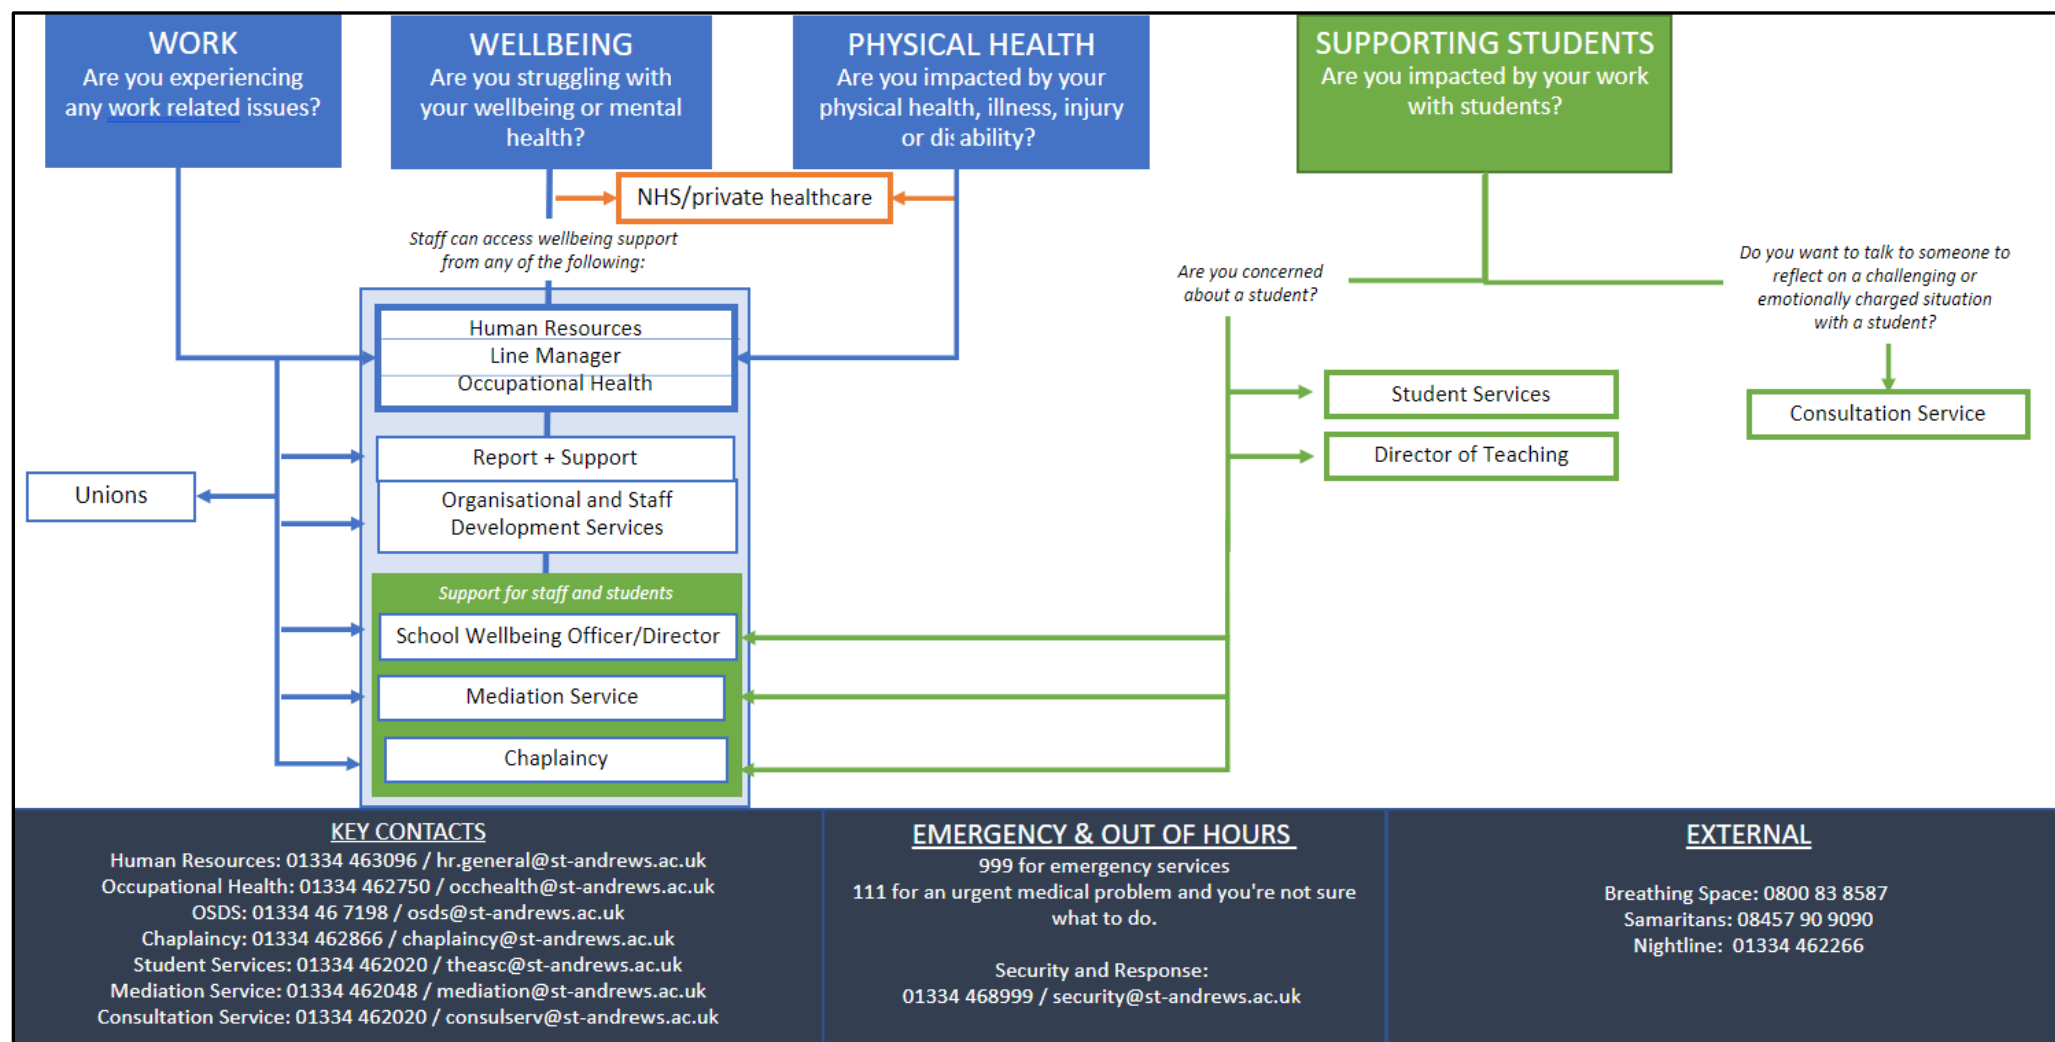 WORK
Are you experiencing
any work related issues?
WELLBEING
Are you struggling with
your wellbeing or mental
health?
PHYSICAL HEALTH
Are you impacted by your
physical health, illness, injury
or disability?
SUPPORTING STUDENTS
Are you impacted by your work
with students?
NHS/private healthcare
Staff can access wellbeing support
from any of the following:
Human Resources
Line Manager
Occupational Health
Report + Support
Organisational and Staff
Development Services
Unions
Support for staff and students
School Wellbeing Officer/Director
Mediation Service
Chaplaincy
Are you concerned
about a student?
Student Services
Director of Teaching
Do you want to talk to someone to
reflect on a challenging or
emotionally charged situation
with a student?
Consultation Service
KEY CONTACTS
Human Resources: 01334 463096 / hr.general@st-andrews.ac.uk
Occupational Health: 01334 462750 / occhealth@st-andrews.ac.uk
OSDS: 01334 46 7198 / osds@st-andrews.ac.uk
Chaplaincy: 01334 462866 / chaplaincy@st-andrews.ac.uk
Student Services: 01334 462020 / theasc@st-andrews.ac.uk
Mediation Service: 01334 462048 / mediation@st-andrews.ac.uk
Consultation Service: 01334 462020 / consulserv@st-andrews.ac.uk
EMERGENCY & OUT OF HOURS
999 for emergency services
111 for an urgent medical problem and you're not sure
what to do.
Security and Response:
01334 468999 / security@st-andrews.ac.uk
EXTERNAL
Breathing Space: 0800 83 8587
Samaritans: 08457 90 9090
Nightline: 01334 462266